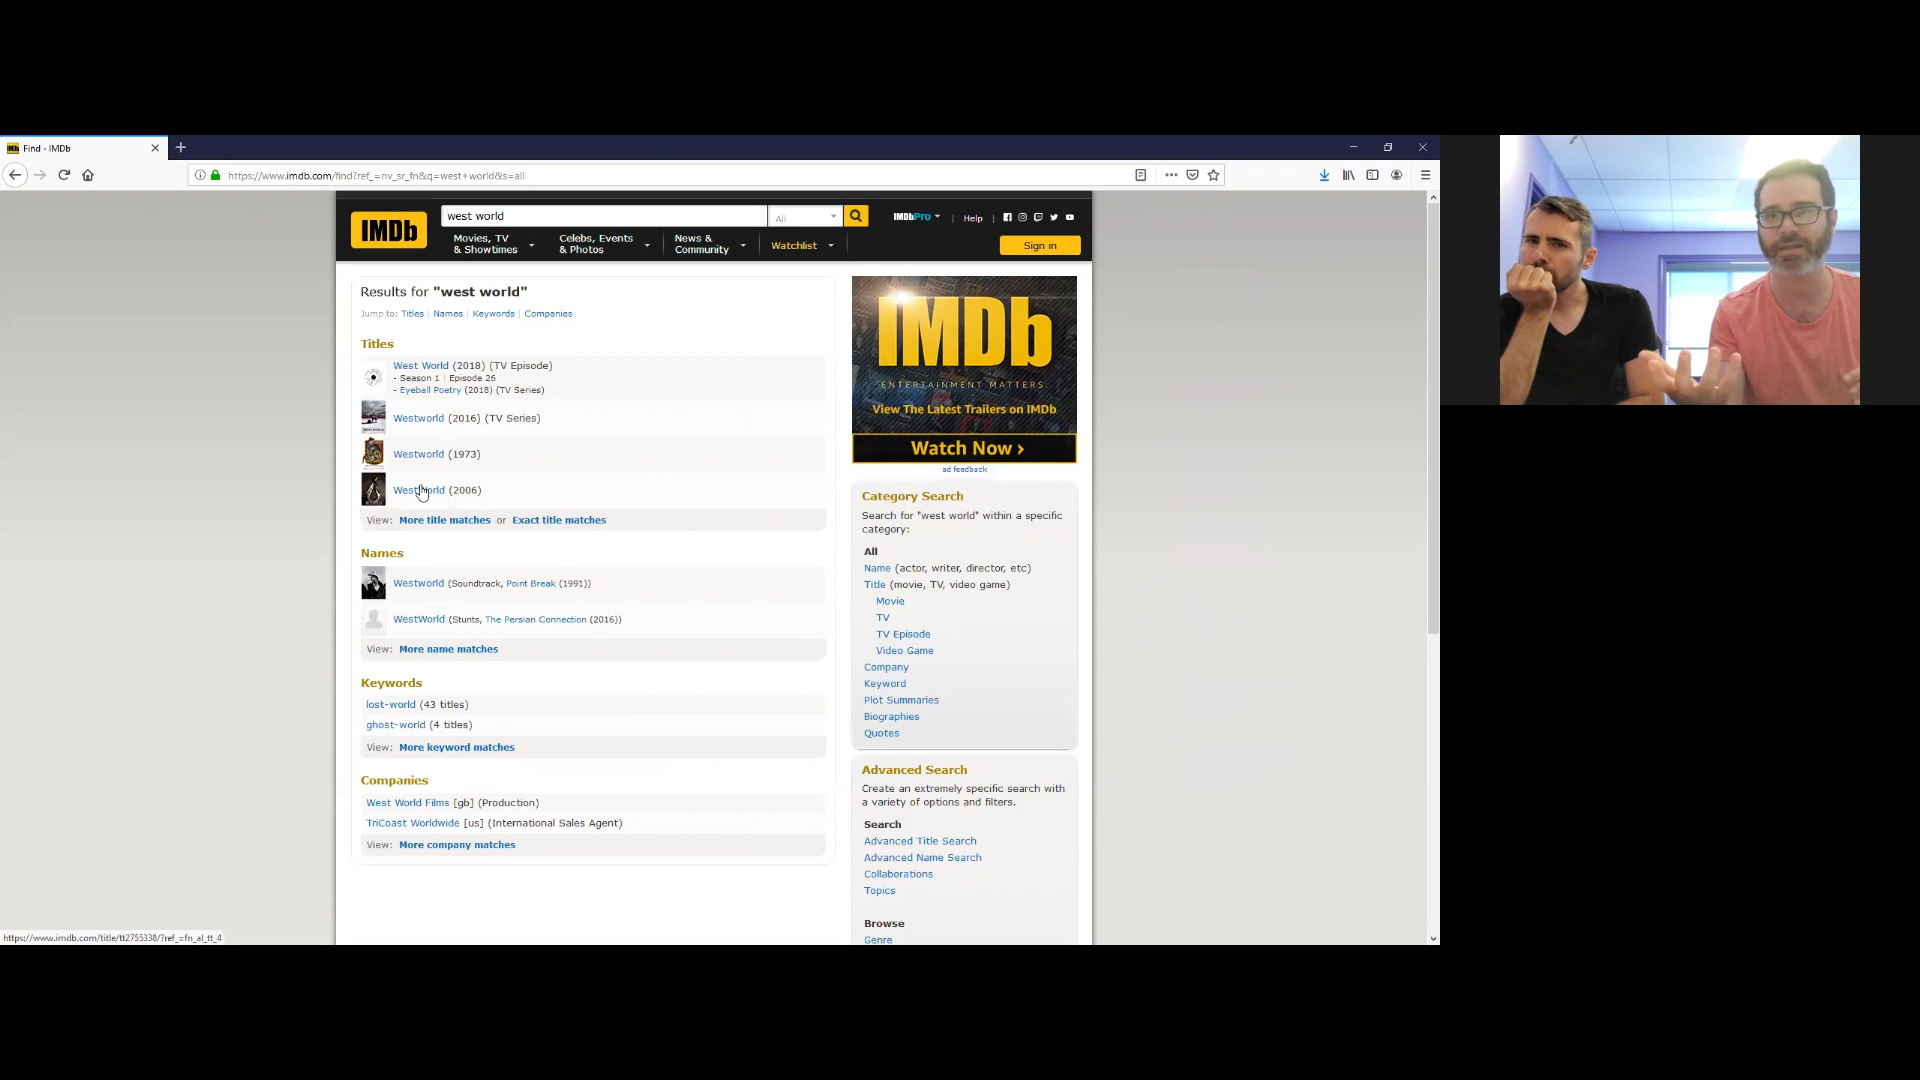 Find - IMDb
https://www.imdb.com/find?ref_=nv_sr_fn&q=west+world&s=all
IMDb
west world
All
IMDbPro
Help
Movies, TV
& Showtimes
Celebs, Events
& Photos
News &
Community
Watchlist
Sign in
Results for "west world"
Jump to: Titles | Names | Keywords | Companies
Titles
West World (2018) (TV Episode)
- Season 1 | Episode 26
- Eyeball Poetry (2018) (TV Series)
Westworld (2016) (TV Series)
Westworld (1973)
Westworld (2006)
View: More title matches or Exact title matches
Names
Westworld (Soundtrack, Point Break (1991))
WestWorld (Stunts, The Persian Connection (2016))
View: More name matches
Keywords
lost-world (43 titles)
ghost-world (4 titles)
View: More keyword matches
Companies
West World Films [gb] (Production)
TriCoast Worldwide [us] (International Sales Agent)
View: More company matches
IMDb
ENTERTAINMENT MATTERS.
View The Latest Trailers on IMDb
Watch Now ›
ad feedback
Category Search
Search for "west world" within a specific
category:
All
Name (actor, writer, director, etc)
Title (movie, TV, video game)
Movie
TV
TV Episode
Video Game
Company
Keyword
Plot Summaries
Biographies
Quotes
Advanced Search
Create an extremely specific search with
a variety of options and filters.
Search
Advanced Title Search
Advanced Name Search
Collaborations
Topics
Browse
Genre
https://www.imdb.com/title/tt2755338/?ref_=fn_al_tt_4